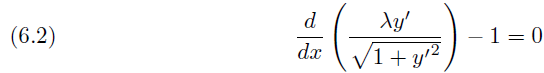 (6.2) d/dx ( λy′ / √(1 + y′²) ) − 1 = 0